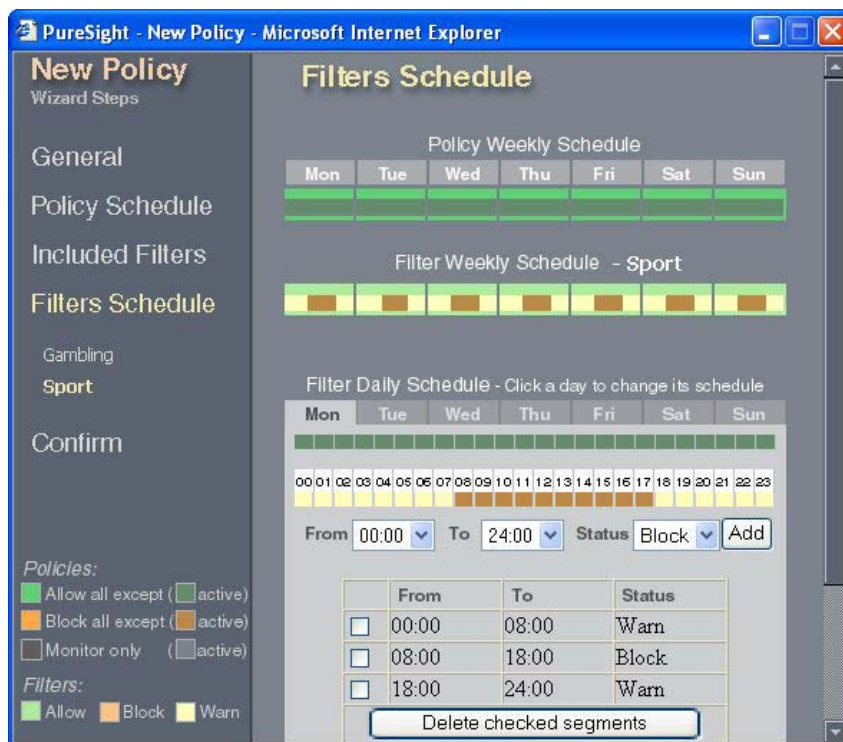 PureSight - New Policy - Microsoft Internet Explorer
New Policy
Wizard Steps
General
Policy Schedule
Included Filters
Filters Schedule
Gambling
Sport
Confirm
Policies:
Allow all except ( active)
Block all except ( active)
Monitor only ( active)
Filters:
Allow Block Warn
Filters Schedule
Policy Weekly Schedule
Mon Tue Wed Thu Fri Sat Sun
Filter Weekly Schedule - Sport
Filter Daily Schedule - Click a day to change its schedule
Mon Tue Wed Thu Fri Sat Sun
00 01 02 03 04 05 06 07 08 09 10 11 12 13 14 15 16 17 18 19 20 21 22 23
From 00:00 To 24:00 Status Block Add
From To Status
00:00 08:00 Warn
08:00 18:00 Block
18:00 24:00 Warn
Delete checked segments